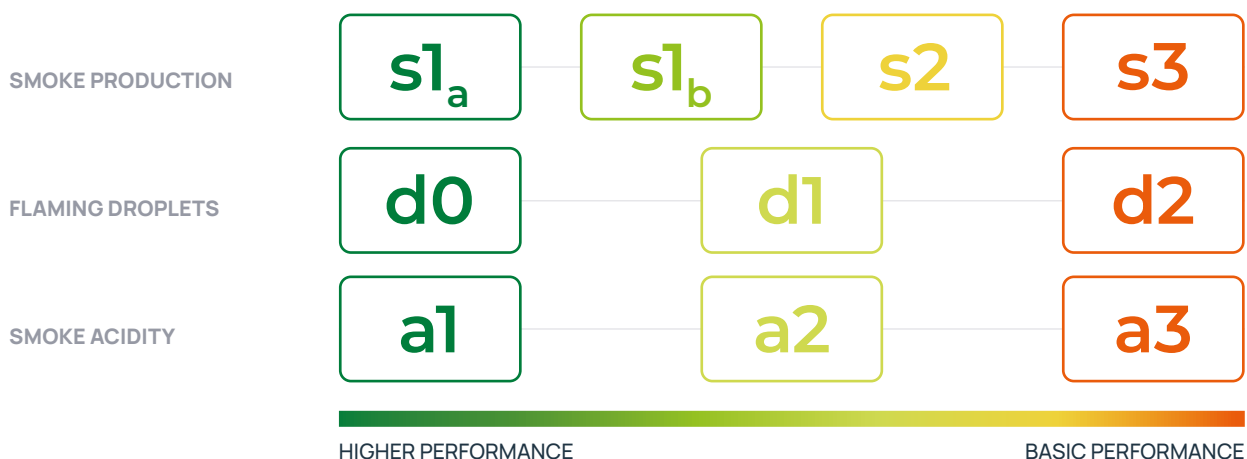 SMOKE PRODUCTION s1a s1b s2 s3
FLAMING DROPLETS d0 d1 d2
SMOKE ACIDITY a1 a2 a3
HIGHER PERFORMANCE BASIC PERFORMANCE